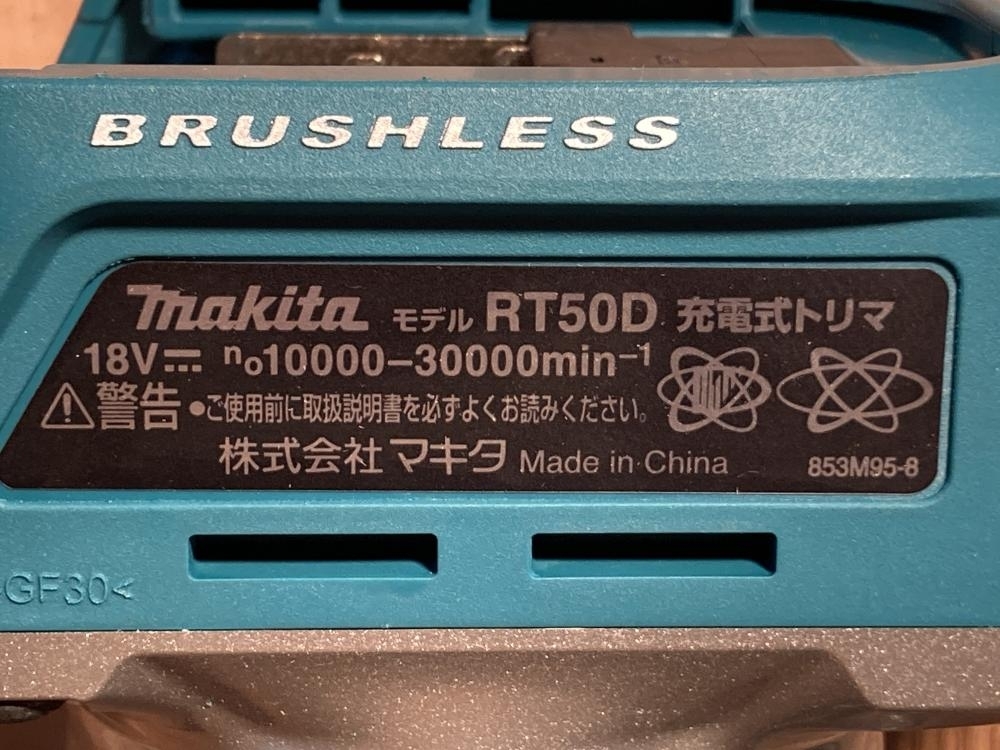 BRUSHLESS
makita モデル RT50D 充電式トリマ
18V⎓ n₀10000-30000min⁻¹
⚠警告 ●ご使用前に取扱説明書を必ずよくお読みください。
株式会社 マキタ Made in China 853M95-8
GF30<